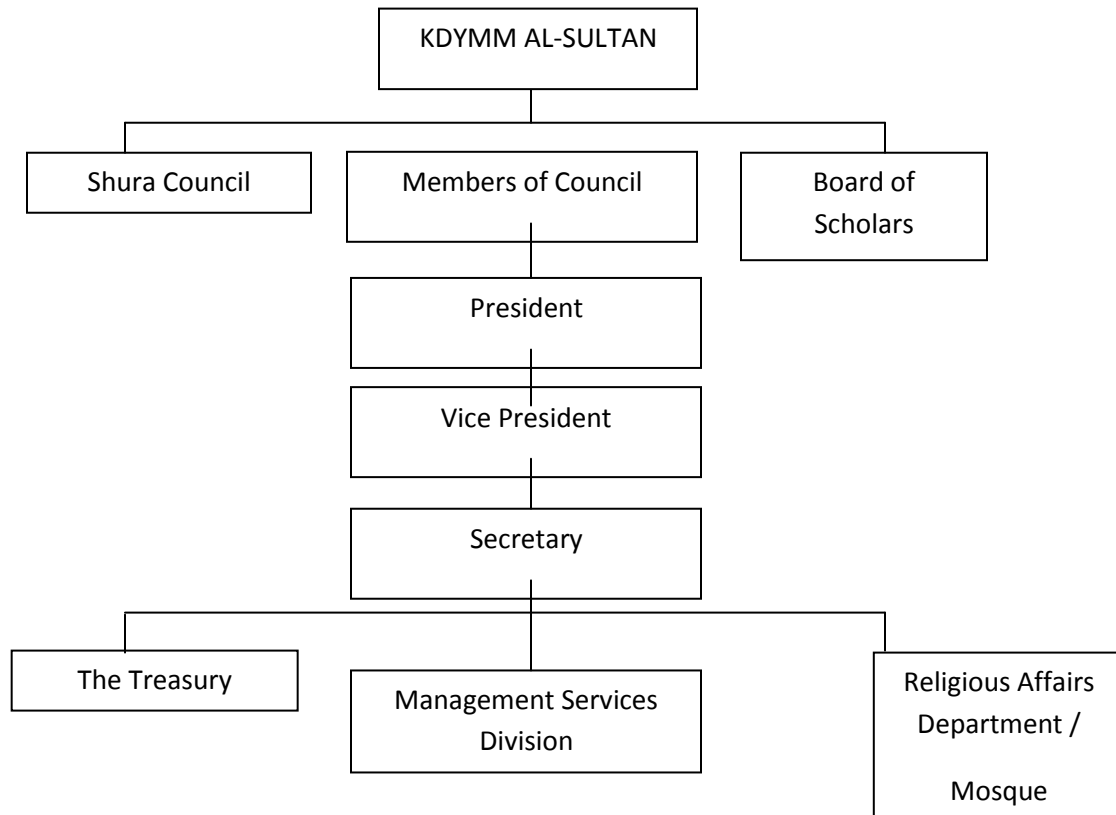 KDYMM AL-SULTAN
Shura Council
Members of Council
Board of
Scholars
President
Vice President
Secretary
The Treasury
Management Services
Division
Religious Affairs
Department /
Mosque